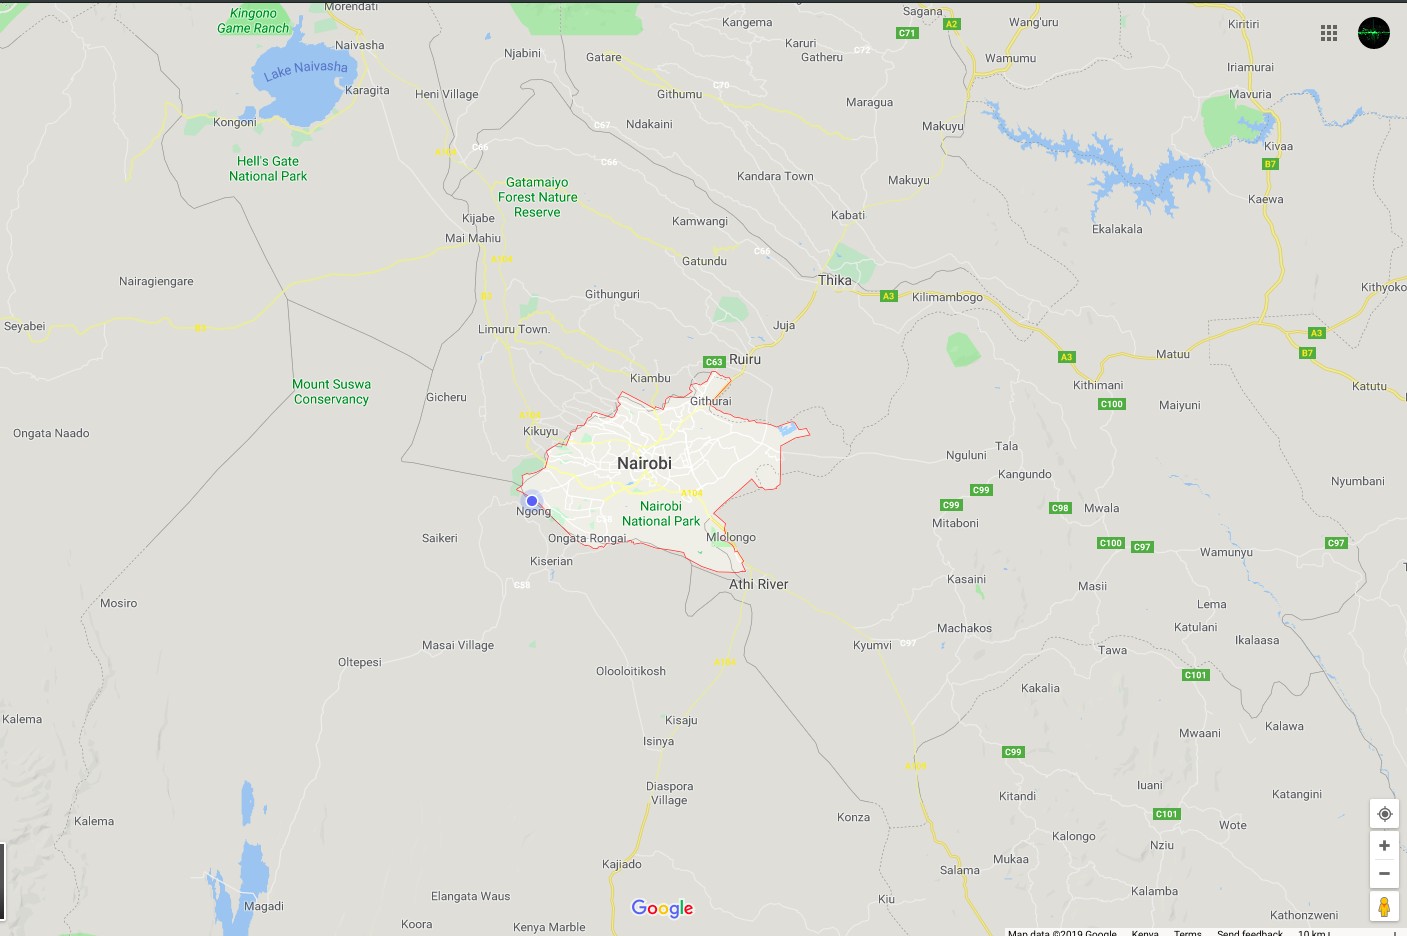 Kingono
Game Ranch
Morendati
Sagana
A2
Wang'uru
Kiritiri
Kangema
C71
Naivasha
Karuri
Gatheru
C72
Njabini
Gatare
Wamumu
Iriamurai
Lake Naivasha
Karagita
Heni Village
Githumu
C70
Maragua
Mavuria
Kongoni
C67
Ndakaini
Makuyu
Kivaa
C66
C66
B7
Hell's Gate
National Park
Gatamaiyo
Forest Nature
Reserve
Kandara Town
Makuyu
Kaewa
Kijabe
Kamwangi
Kabati
Ekalakala
Mai Mahiu
C66
Gatundu
Nairagiengare
Thika
Kithyoko
B3
Githunguri
A3
Kilimambogo
Seyabei
B3
Limuru Town.
Juja
A3
B7
A3
Matuu
C63
Ruiru
Kiambu
Mount Suswa
Conservancy
Kithimani
Katutu
Gicheru
Githurai
C100
Maiyuni
Ongata Naado
Kikuyu
Tala
Nguluni
Nairobi
Kangundo
Nyumbani
A104
C99
C99
Nairobi
National Park
C98
Mwala
Ngong
Mitaboni
Saikeri
Ongata Rongai
Mlolongo
C100
C97
C97
Wamunyu
Kiserian
Athi River
Kasaini
Masii
C58
Mosiro
Lema
Machakos
Katulani
Ikalaasa
Masai Village
Kyumvi
C97
Tawa
Oltepesi
Olooloitikosh
C101
Kakalia
Kalema
Kisaju
Kalawa
Mwaani
Isinya
C99
Diaspora
Village
Iuani
Kitandi
Katangini
Kalema
Konza
C101
Wote
Kalongo
Nziu
Kajiado
Mukaa
Salama
Elangata Waus
Kalamba
Magadi
Google
Kiu
Kathonzweni
Koora
Kenya Marble
Map data ©2019 Google Kenya Terms Send feedback 10 km